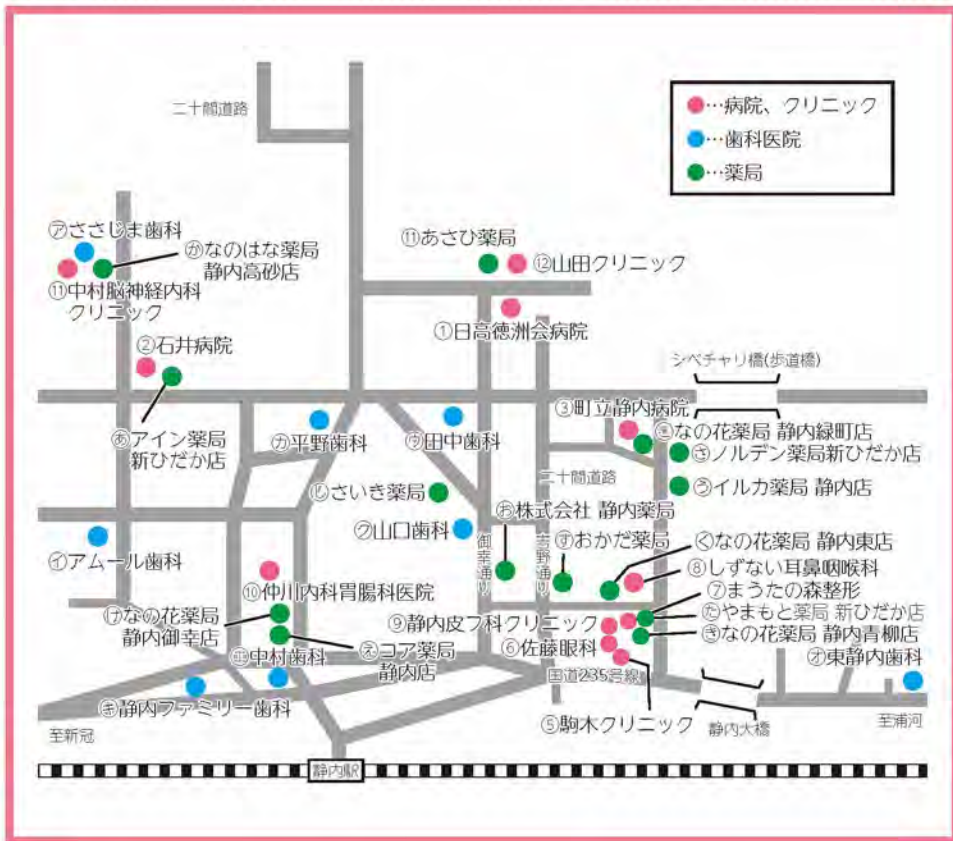 二十間道路
●…病院、クリニック
●…歯科医院
●…薬局
㋐ささじま歯科
㋕なのはな薬局
静内高砂店
⑪中村脳神経内科
クリニック
⑪あさひ薬局
⑫山田クリニック
①日高徳洲会病院
②石井病院
シベチャリ橋(歩道橋)
③町立静内病院
なの花薬局 静内緑町店
ノルデン薬局新ひだか店
イルカ薬局 静内店
アイン薬局
新ひだか店
㋕平野歯科
㋒田中歯科
二十間道路
さいき薬局
株式会社 静内薬局
㋗山口歯科
御幸通り
吉野通り
おかだ薬局
なの花薬局 静内東店
⑧しずない耳鼻咽喉科
⑦まうたの森整形
やまもと薬局 新ひだか店
なの花薬局 静内青柳店
㋑アムール歯科
⑩仲川内科胃腸科医院
なの花薬局
静内御幸店
コア薬局
静内店
㋓中村歯科
⑨静内皮フ科クリニック
⑥佐藤眼科
国道235号線
⑤駒木クリニック
㋔東静内歯科
㋖静内ファミリー歯科
至新冠
静内大橋
至浦河
静内駅